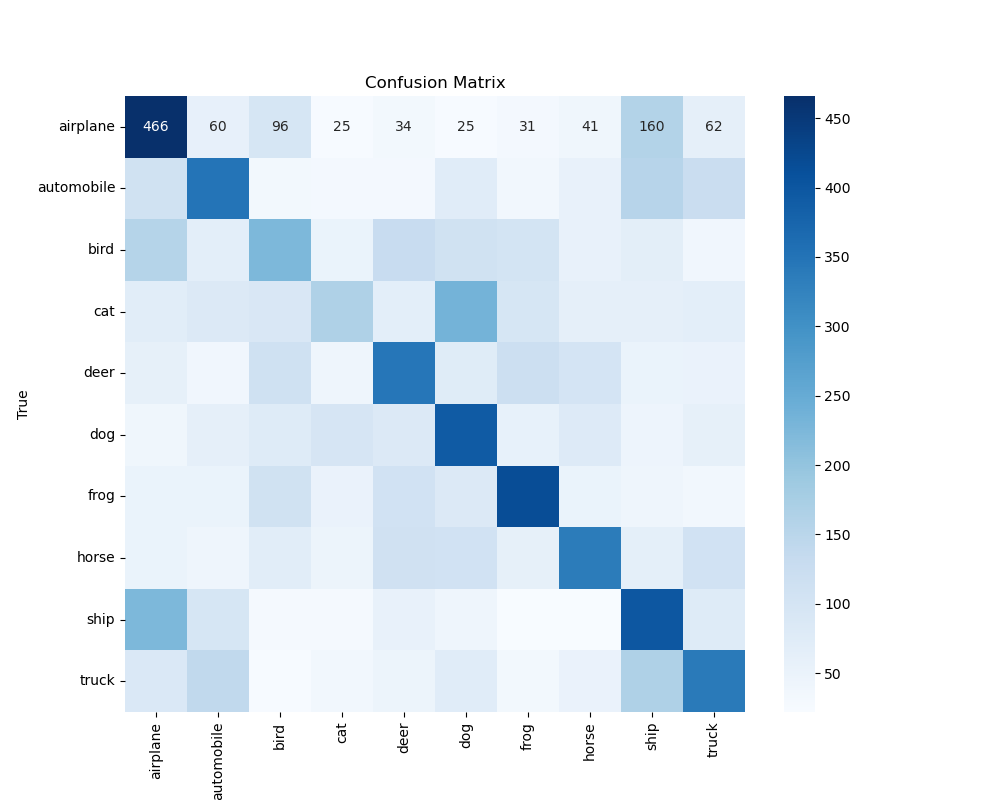 Confusion Matrix
True
airplane 466 60 96 25 34 25 31 41 160 62
automobile
bird
cat
deer
dog
frog
horse
ship
truck
airplane automobile bird cat deer dog frog horse ship truck
450
400
350
300
250
200
150
100
50